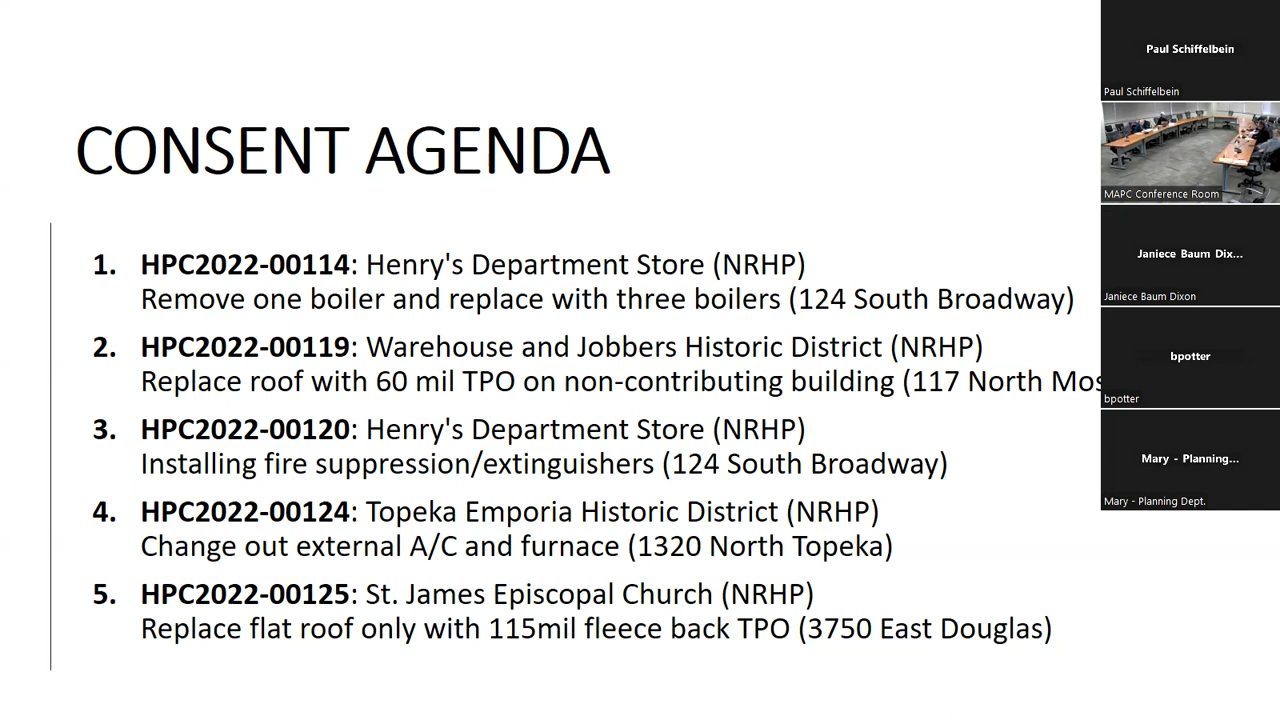 CONSENT AGENDA
1. HPC2022-00114: Henry's Department Store (NRHP)
Remove one boiler and replace with three boilers (124 South Broadway)
2. HPC2022-00119: Warehouse and Jobbers Historic District (NRHP)
Replace roof with 60 mil TPO on non-contributing building (117 North
3. HPC2022-00120: Henry's Department Store (NRHP)
Installing fire suppression/extinguishers (124 South Broadway)
4. HPC2022-00124: Topeka Emporia Historic District (NRHP)
Change out external A/C and furnace (1320 North Topeka)
5. HPC2022-00125: St. James Episcopal Church (NRHP)
Replace flat roof only with 115mil fleece back TPO (3750 East Douglas)
Paul Schiffelbein
Paul Schiffelbein
MAPC Conference Room
Janiece Baum Dix...
Janiece Baum Dixon
bpotter
bpotter
Mary - Planning...
Mary - Planning Dept.